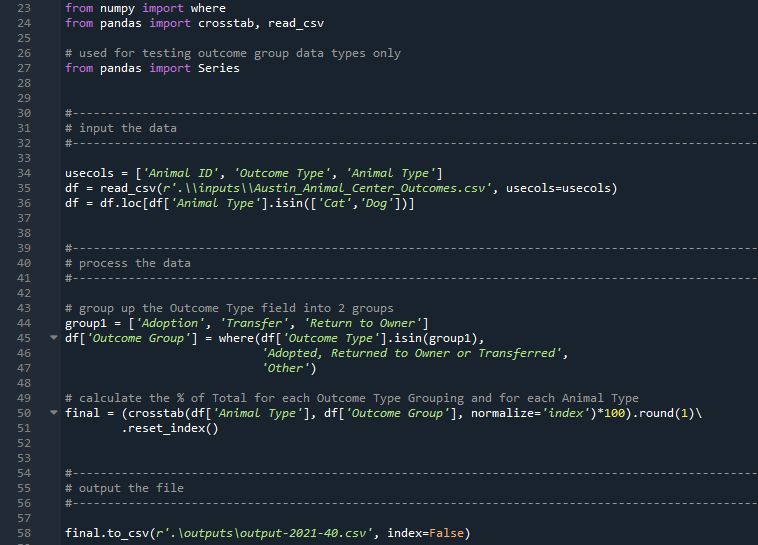 23 from numpy import where
24 from pandas import crosstab, read_csv
25
26 # used for testing outcome group data types only
27 from pandas import Series
28
29
30 #---------------------------------------------------------------------------------------------------
31 # input the data
32 #---------------------------------------------------------------------------------------------------
33
34 usecols = ['Animal ID', 'Outcome Type', 'Animal Type']
35 df = read_csv(r'.\\inputs\\Austin_Animal_Center_Outcomes.csv', usecols=usecols)
36 df = df.loc[df['Animal Type'].isin(['Cat','Dog'])]
37
38
39 #---------------------------------------------------------------------------------------------------
40 # process the data
41 #---------------------------------------------------------------------------------------------------
42
43 # group up the Outcome Type field into 2 groups
44 group1 = ['Adoption', 'Transfer', 'Return to Owner']
45 df['Outcome Group'] = where(df['Outcome Type'].isin(group1),
46                             'Adopted, Returned to Owner or Transferred',
47                             'Other')
48
49 # calculate the % of Total for each Outcome Type Grouping and for each Animal Type
50 final = (crosstab(df['Animal Type'], df['Outcome Group'], normalize='index')*100).round(1)\
51         .reset_index()
52
53
54 #---------------------------------------------------------------------------------------------------
55 # output the file
56 #---------------------------------------------------------------------------------------------------
57
58 final.to_csv(r'.\outputs\output-2021-40.csv', index=False)